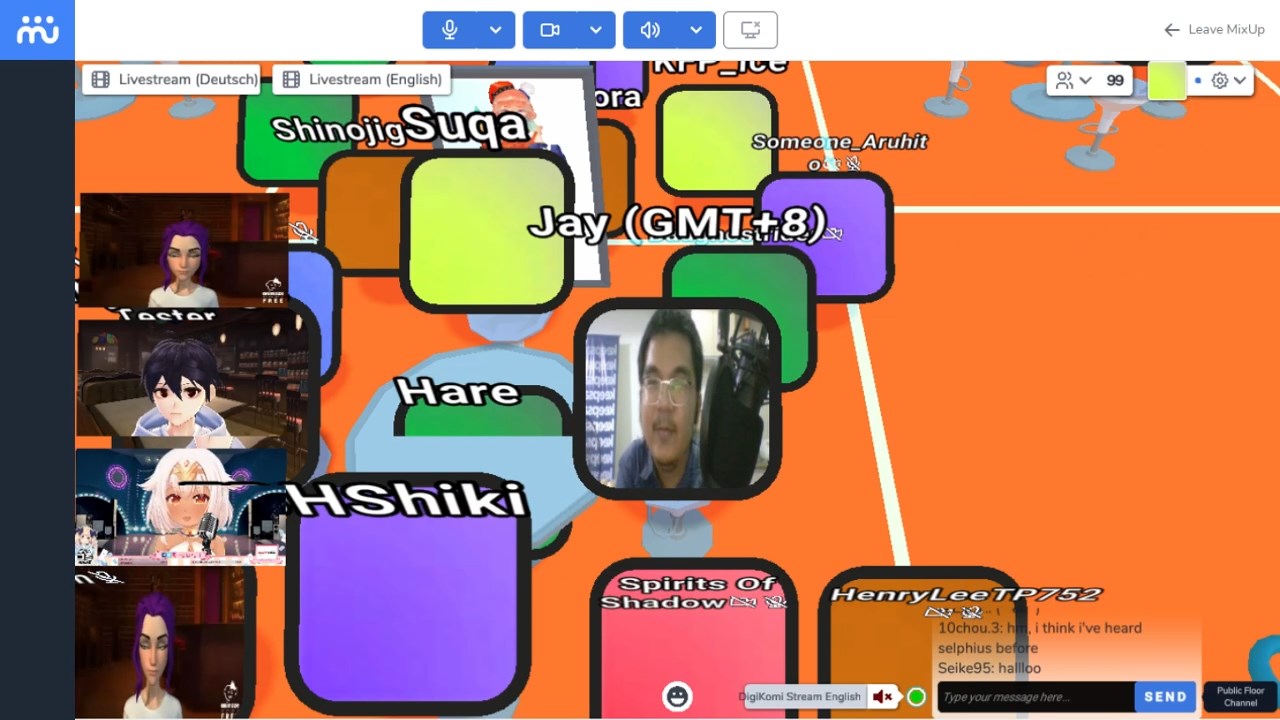 Leave MixUp
Livestream (Deutsch)
Livestream (English)
99
KFP_Ice
ora
Shinojig
Suqa
Someone_Aruhit
o
Jay (GMT+8)
Tester
Hare
HShiki
FREE
Spirits Of
Shadow
HenryLeeTP752
10chou.3: hm, i think i've heard
selphius before
Seike95: hallloo
DigiKomi Stream English
Type your message here...
SEND
Public Floor
Channel